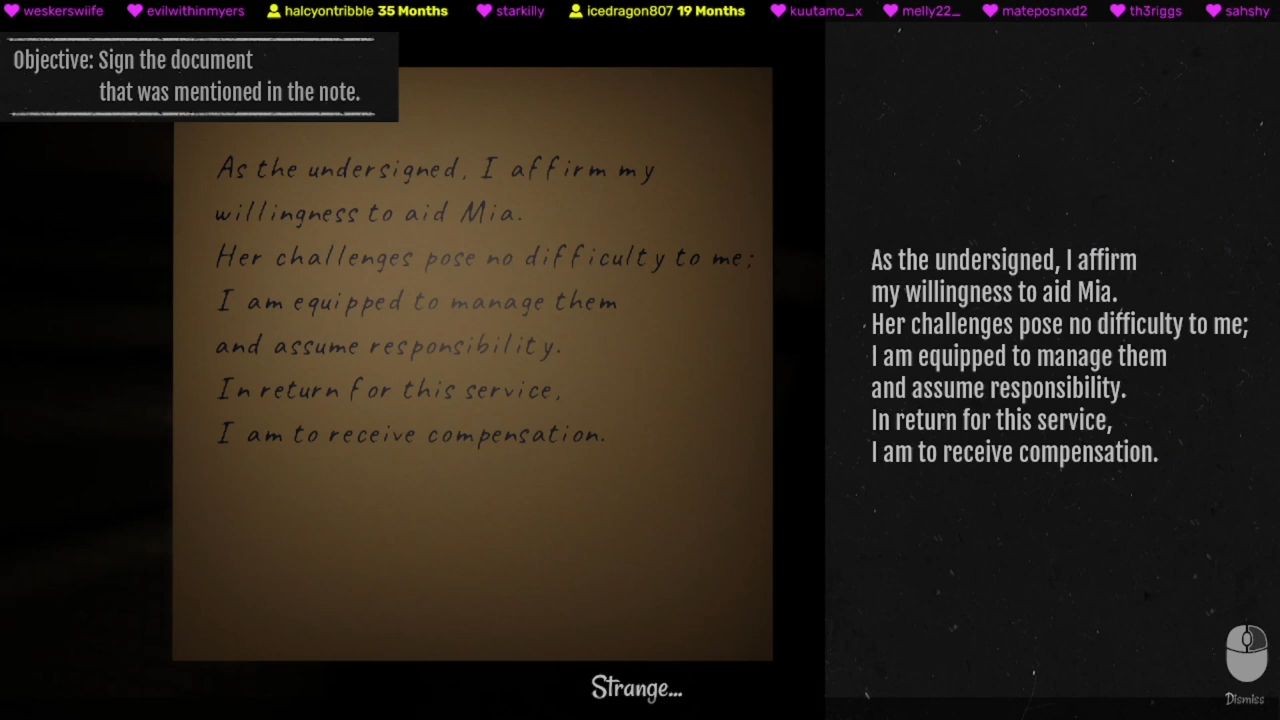 weskerswiife evilwithinmyers halcyontribble 35 Months starkilly icedragon807 19 Months kuutamo_x melly22_ mateposnxd2 th3riggs sahshy
Objective: Sign the document
that was mentioned in the note.
As the undersigned, I affirm my
willingness to aid Mia.
Her challenges pose no difficulty to me;
I am equipped to manage them
and assume responsibility.
In return for this service,
I am to receive compensation.
As the undersigned, I affirm
my willingness to aid Mia.
Her challenges pose no difficulty to me;
I am equipped to manage them
and assume responsibility.
In return for this service,
I am to receive compensation.
Strange...
Dismiss